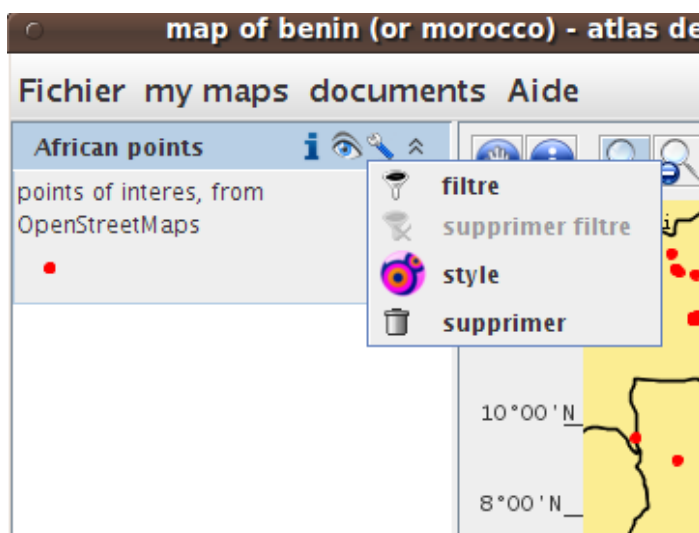 map of benin (or morocco) - atlas de
Fichier my maps documents Aide
African points
points of interes, from
OpenStreetMaps
filtre
supprimer filtre
style
supprimer
10°00'N
8°00'N